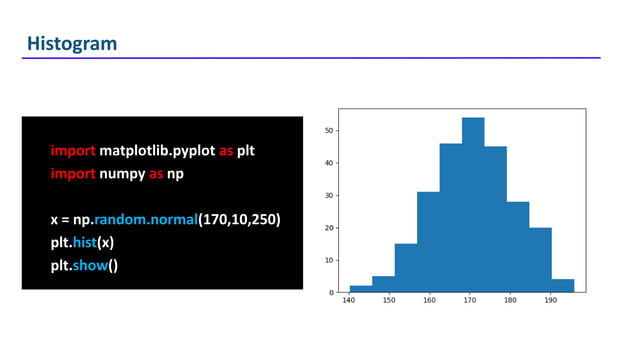 Histogram
import matplotlib.pyplot as plt
import numpy as np
x = np.random.normal(170,10,250)
plt.hist(x)
plt.show()
50
40
30
20
10
0
140 150 160 170 180 190